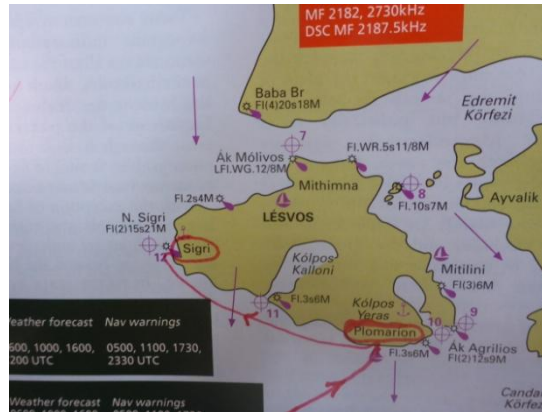 MF 2182, 2730kHz
DSC MF 2187.5kHz
Baba Br
Fl(4)20s18M
Edremit
Körfezi
7
Ák Mólivos
LFl.WG.12/8M
Fl.WR.5s11/8M
Mithimna
8
Fl.10s7M
Ayvalik
Fl.2s4M
LÉSVOS
N. Sígri
Fl(2)15s21M
12
Sigri
Kólpos
Kalloni
Mitilini
Fl(3)6M
11
Fl.3s6M
Kólpos
Yeras
10
9
Plomárion
Fl.3s6M
Ák Agrilios
Fl(2)12s9M
Weather forecast Nav warnings
600, 1000, 1600, 0500, 1100, 1730,
200 UTC 2330 UTC
Weather forecast Nav warnings
Körfez